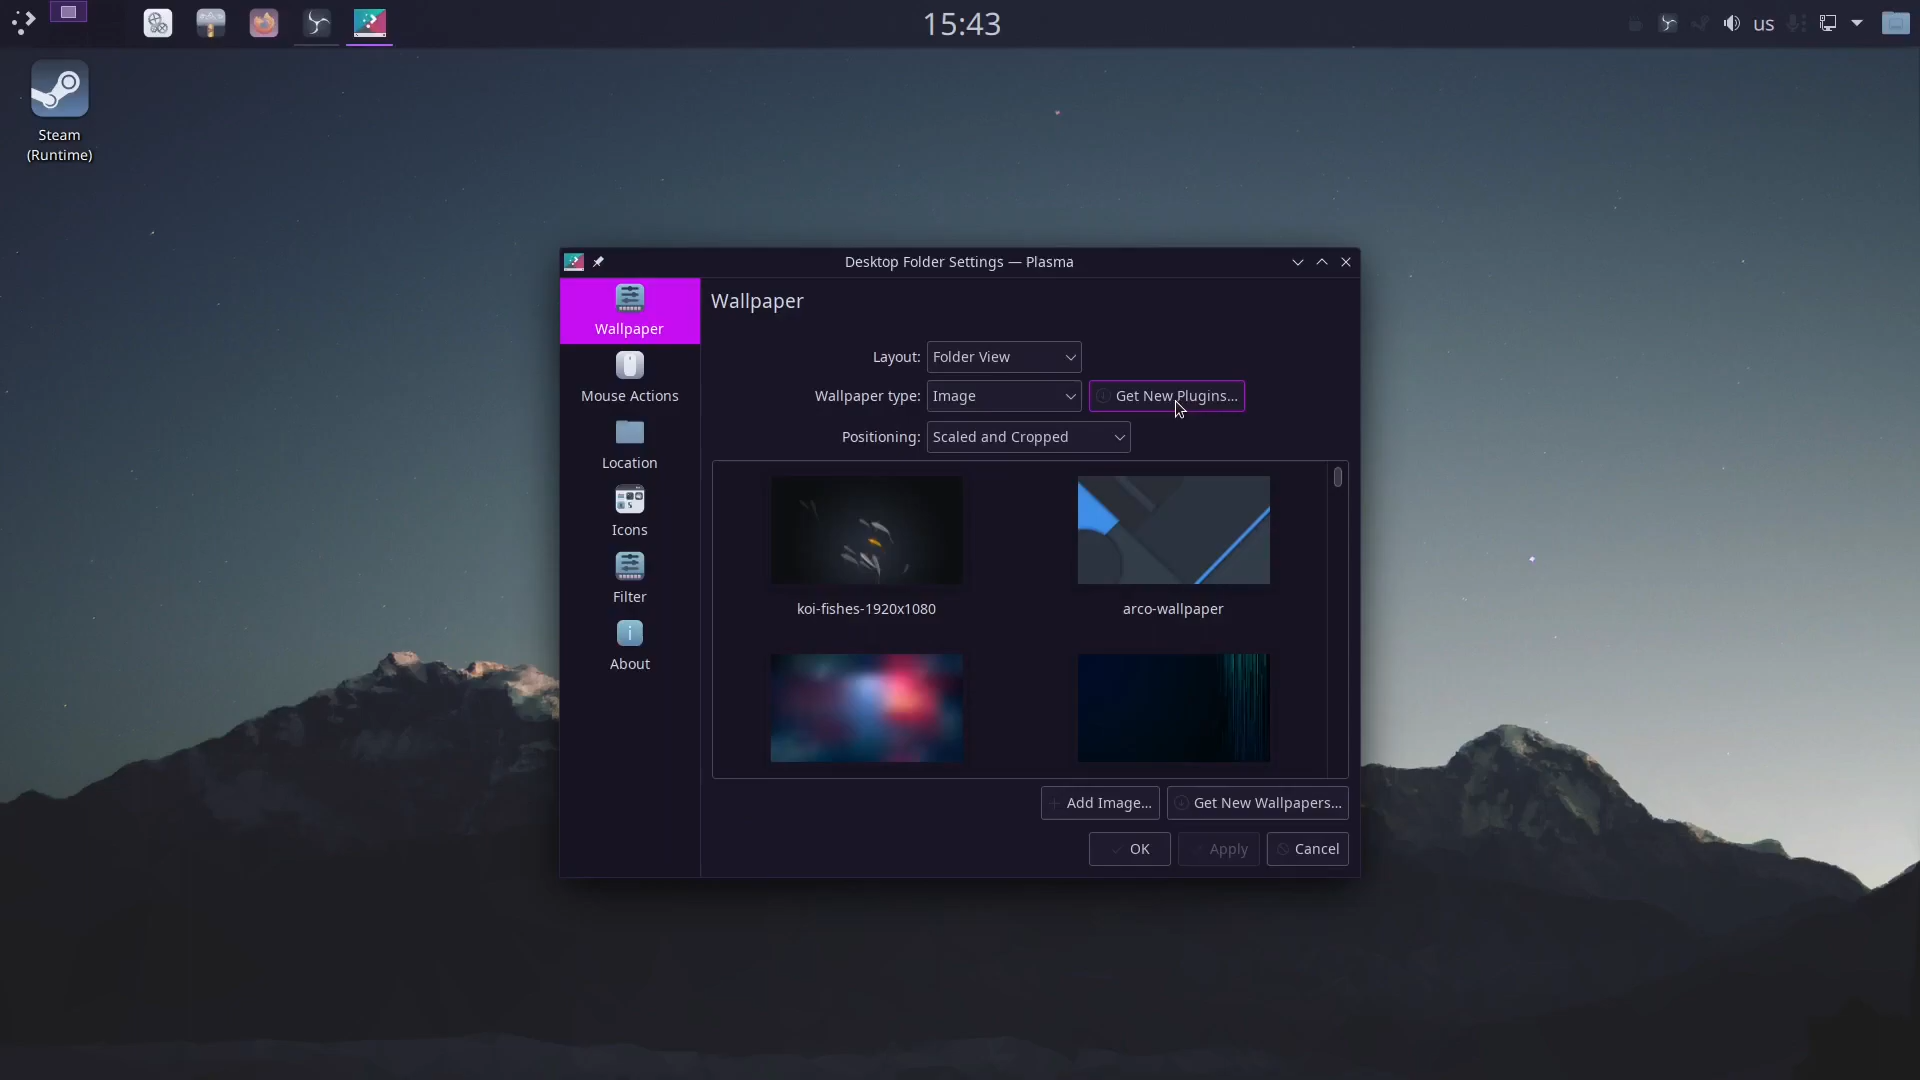 15:43
us
Steam
(Runtime)
Desktop Folder Settings — Plasma
Wallpaper
Mouse Actions
Location
Icons
Filter
About
Wallpaper
Layout: Folder View
Wallpaper type: Image Get New Plugins...
Positioning: Scaled and Cropped
koi-fishes-1920x1080 arco-wallpaper
Add Image... Get New Wallpapers...
OK Apply Cancel